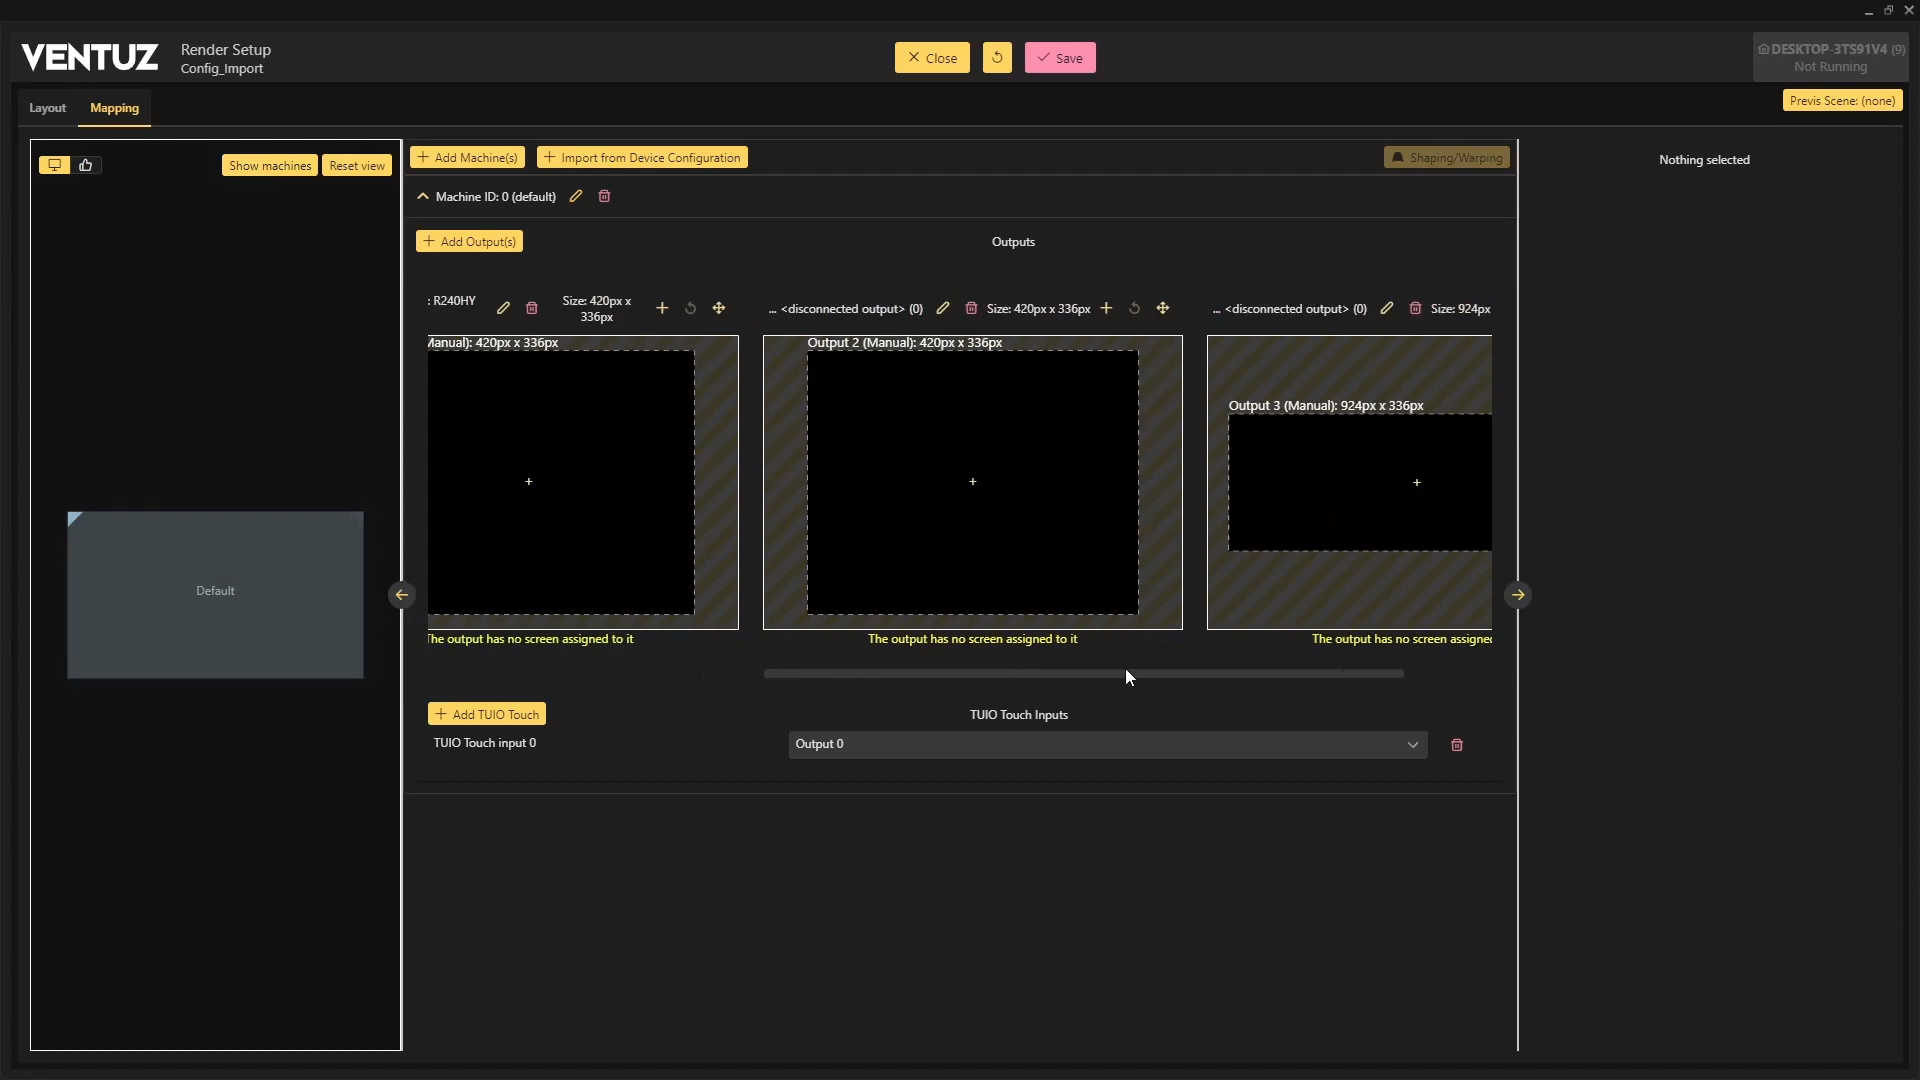 VENTUZ
Render Setup
Config_Import
Close
Save
DESKTOP-3TS91V4 (9)
Not Running
Layout
Mapping
Previs Scene: (none)
Show machines
Reset view
Add Machine(s)
Import from Device Configuration
Shaping/Warping
Nothing selected
Machine ID: 0 (default)
Add Output(s)
Outputs
: R240HY
Size: 420px x
336px
... <disconnected output> (0)
Size: 420px x 336px
... <disconnected output> (0)
Size: 924px
Manual): 420px x 336px
Output 2 (Manual): 420px x 336px
Output 3 (Manual): 924px x 336px
Default
The output has no screen assigned to it
The output has no screen assigned to it
The output has no screen assigne
Add TUIO Touch
TUIO Touch Inputs
TUIO Touch input 0
Output 0